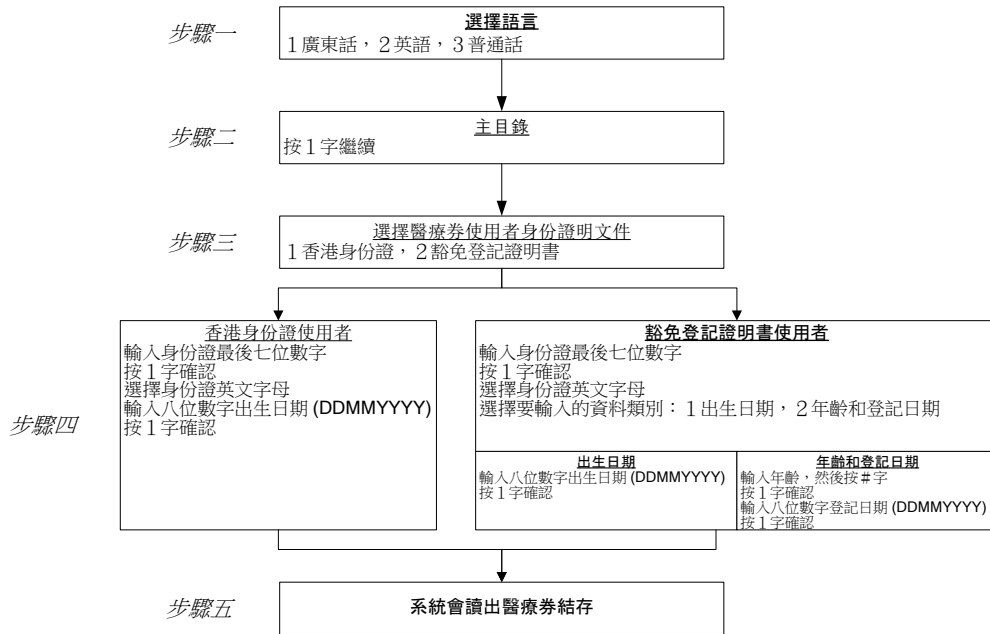 步驟一
選擇語言
1廣東話，2英語，3普通話
步驟二
主目錄
按1字繼續
步驟三
選擇醫療券使用者身份證明文件
1香港身份證，2豁免登記證明書
步驟四
香港身份證使用者
輸入身份證最後七位數字
按1字確認
選擇身份證英文字母
輸入八位數字出生日期 (DDMMYYYY)
按1字確認
豁免登記證明書使用者
輸入身份證最後七位數字
按1字確認
選擇身份證英文字母
選擇要輸入的資料類別：1出生日期，2年齡和登記日期
出生日期
輸入八位數字出生日期 (DDMMYYYY)
按1字確認
年齡和登記日期
輸入年齡，然後按#字
按1字確認
輸入八位數字登記日期 (DDMMYYYY)
按1字確認
步驟五
系統會讀出醫療券結存